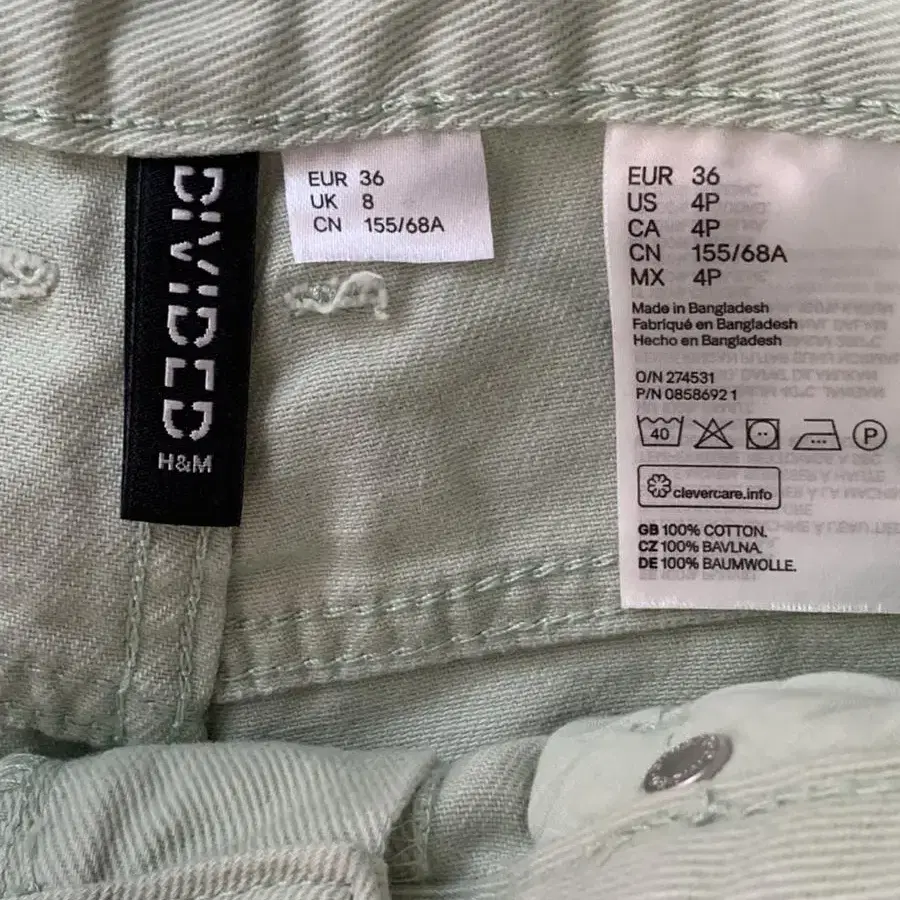 DIVIDED
H&M
EUR 36
UK 8
CN 155/68A
EUR 36
US 4P
CA 4P
CN 155/68A
MX 4P
Made in Bangladesh
Fabriqué en Bangladesh
Hecho en Bangladesh
O/N 274531
P/N 0858692 1
40
P
clevercare.info
GB 100% COTTON.
CZ 100% BAVLNA.
DE 100% BAUMWOLLE.